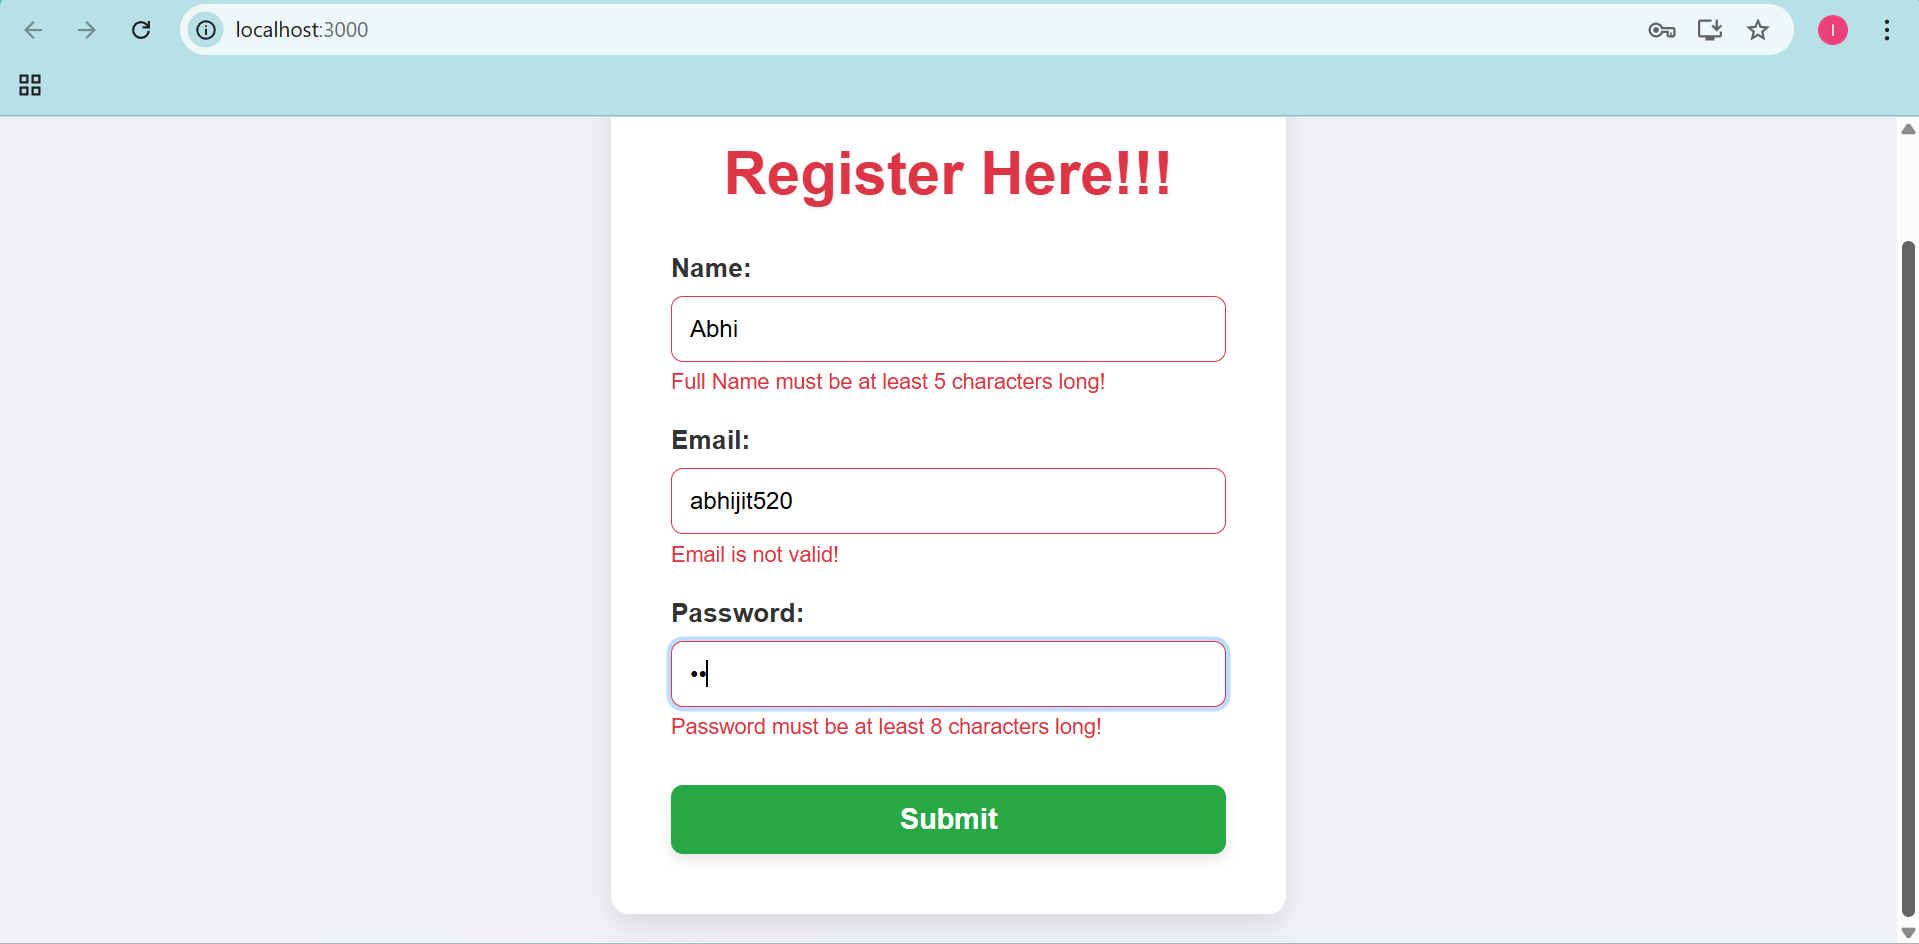 localhost:3000
I
Register Here!!!
Name:
Abhi
Full Name must be at least 5 characters long!
Email:
abhijit520
Email is not valid!
Password:
••
Password must be at least 8 characters long!
Submit